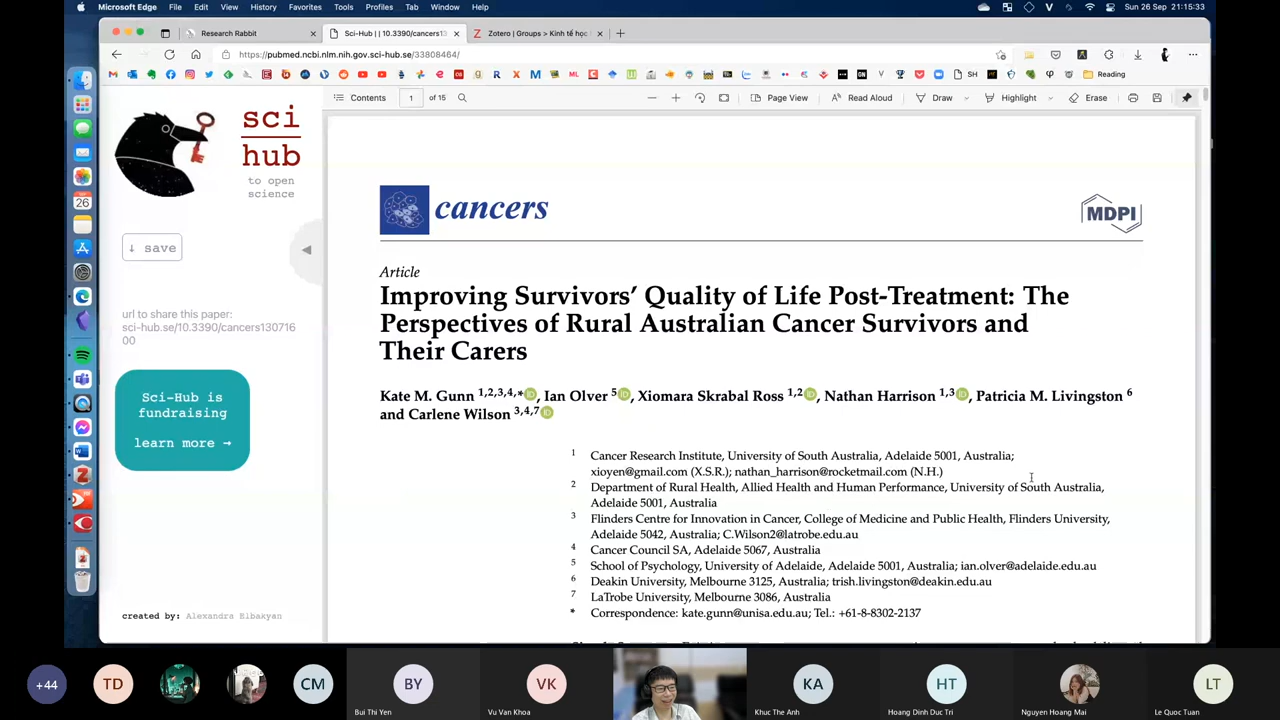 Microsoft Edge File Edit View History Favorites Tools Profiles Tab Window Help
Sun 26 Sep 21:15:33
Research Rabbit
Sci-Hub | | 10.3390/cancers13
Zotero | Groups > Kinh tế học
https://pubmed.ncbi.nlm.nih.gov.sci-hub.se/33808464/
SH
Reading
Contents
1 of 15
Page View
Read Aloud
Draw
Highlight
Erase
sci
hub
to open
science
↓ save
url to share this paper:
sci-hub.se/10.3390/cancers130716
00
Sci-Hub is
fundraising
learn more →
created by: Alexandra Elbakyan
SEP
26
cancers
MDPI
Article
Improving Survivors' Quality of Life Post-Treatment: The
Perspectives of Rural Australian Cancer Survivors and
Their Carers
Kate M. Gunn 1,2,3,4,*, Ian Olver 5, Xiomara Skrabal Ross 1,2, Nathan Harrison 1,3, Patricia M. Livingston 6
and Carlene Wilson 3,4,7
1 Cancer Research Institute, University of South Australia, Adelaide 5001, Australia;
xioyen@gmail.com (X.S.R.); nathan_harrison@rocketmail.com (N.H.)
2 Department of Rural Health, Allied Health and Human Performance, University of South Australia,
Adelaide 5001, Australia
3 Flinders Centre for Innovation in Cancer, College of Medicine and Public Health, Flinders University,
Adelaide 5042, Australia; C.Wilson2@latrobe.edu.au
4 Cancer Council SA, Adelaide 5067, Australia
5 School of Psychology, University of Adelaide, Adelaide 5001, Australia; ian.olver@adelaide.edu.au
6 Deakin University, Melbourne 3125, Australia; trish.livingston@deakin.edu.au
7 LaTrobe University, Melbourne 3086, Australia
* Correspondence: kate.gunn@unisa.edu.au; Tel.: +61-8-8302-2137
+44
TD
CM
BY
VK
KA
HT
LT
Bui Thi Yen
Vu Van Khoa
Khuc The Anh
Hoang Dinh Duc Tri
Nguyen Hoang Mai
Le Quoc Tuan